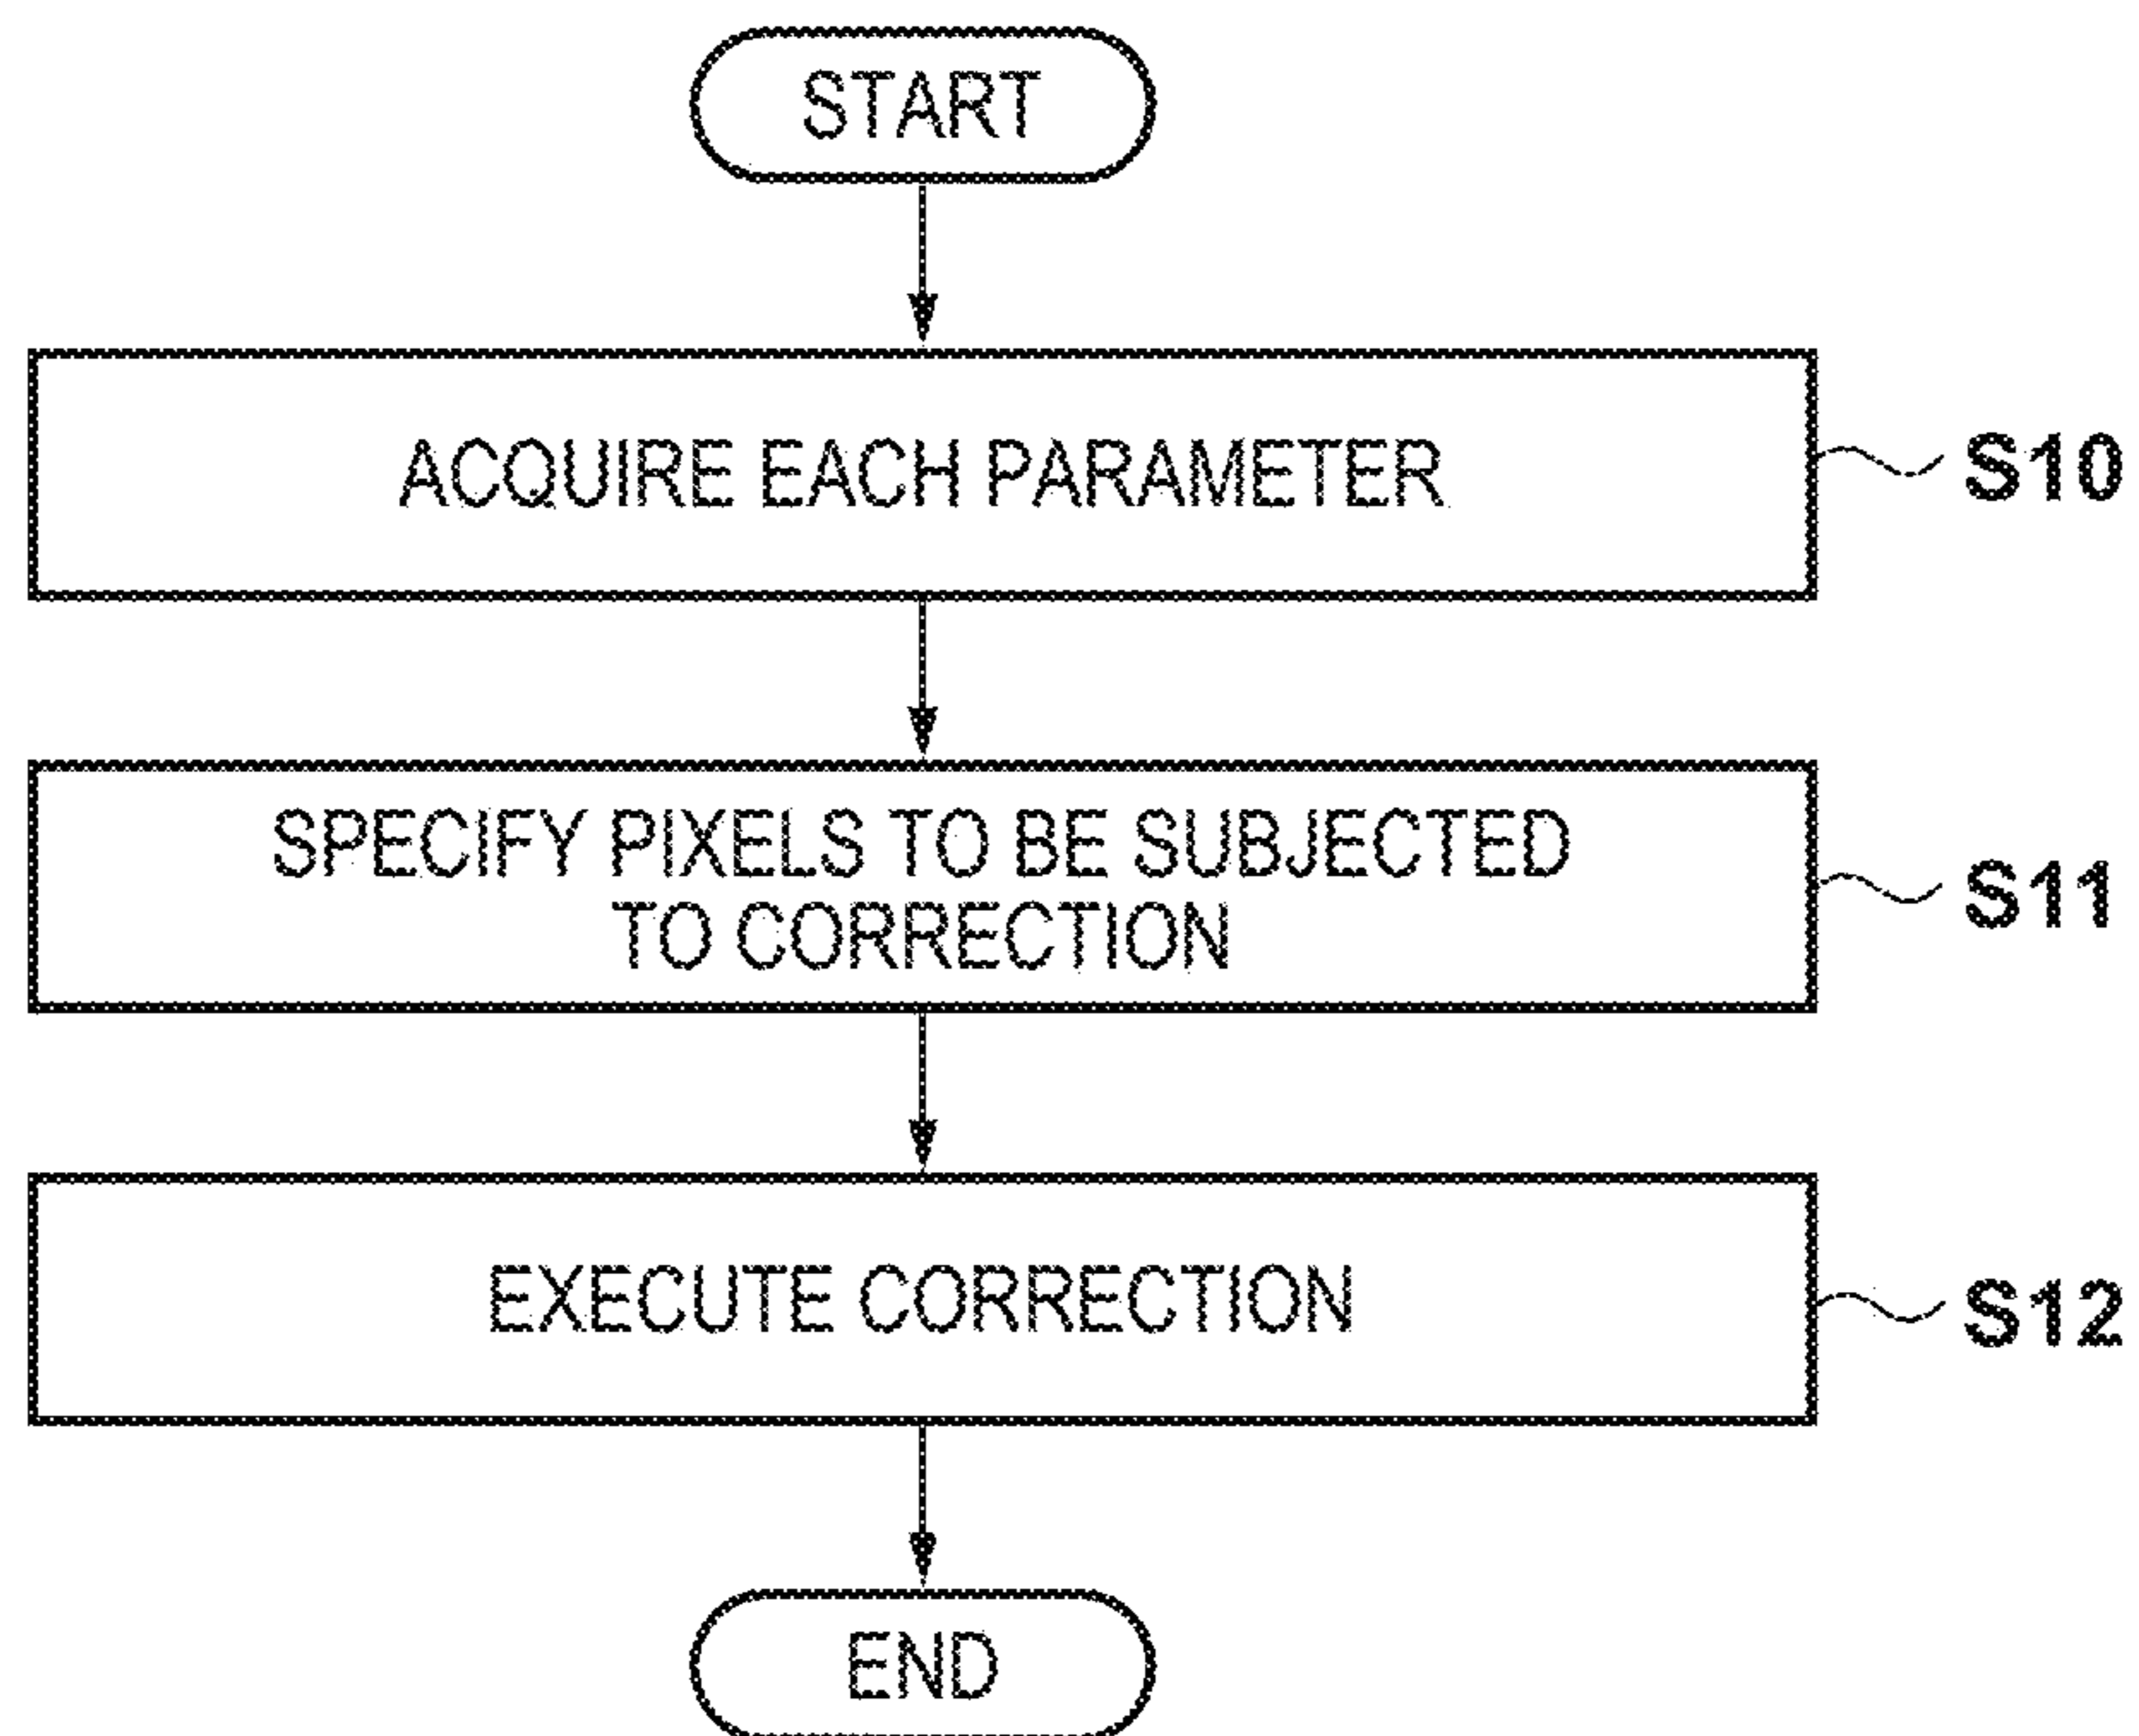 START
ACQUIRE EACH PARAMETER
S10
SPECIFY PIXELS TO BE SUBJECTED
TO CORRECTION
S11
EXECUTE CORRECTION
S12
END